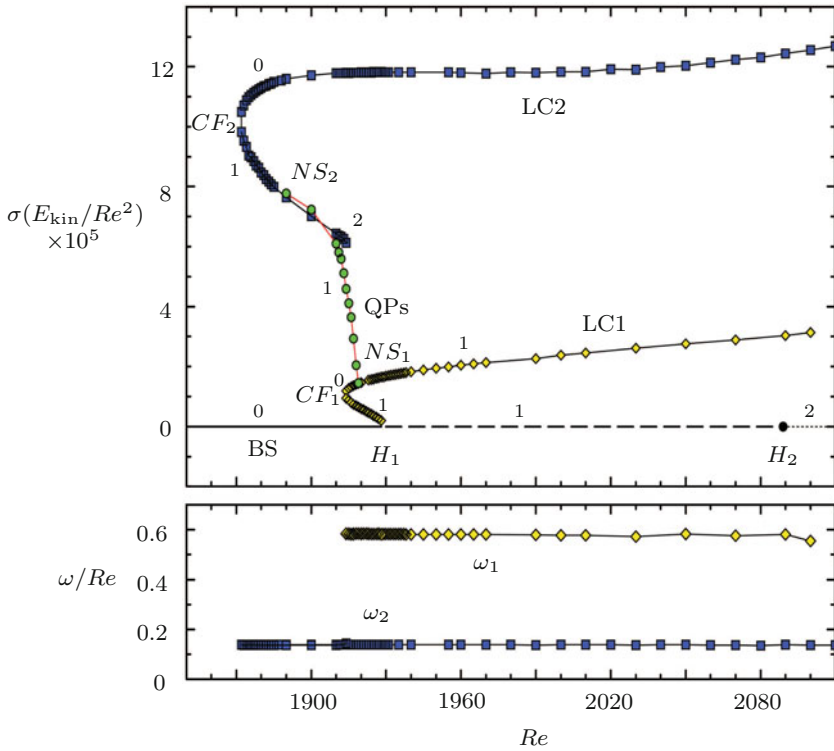 0
12
LC2
CF₂
1
NS₂
8
σ(E_kin/Re²)
×10⁵
2
1
QPs
4
LC1
NS₁
1
0
CF₁
0
1
1
2
0
BS
H₁
H₂
0.6
ω₁
ω/Re
0.4
ω₂
0.2
0
1900 1960 2020 2080
Re